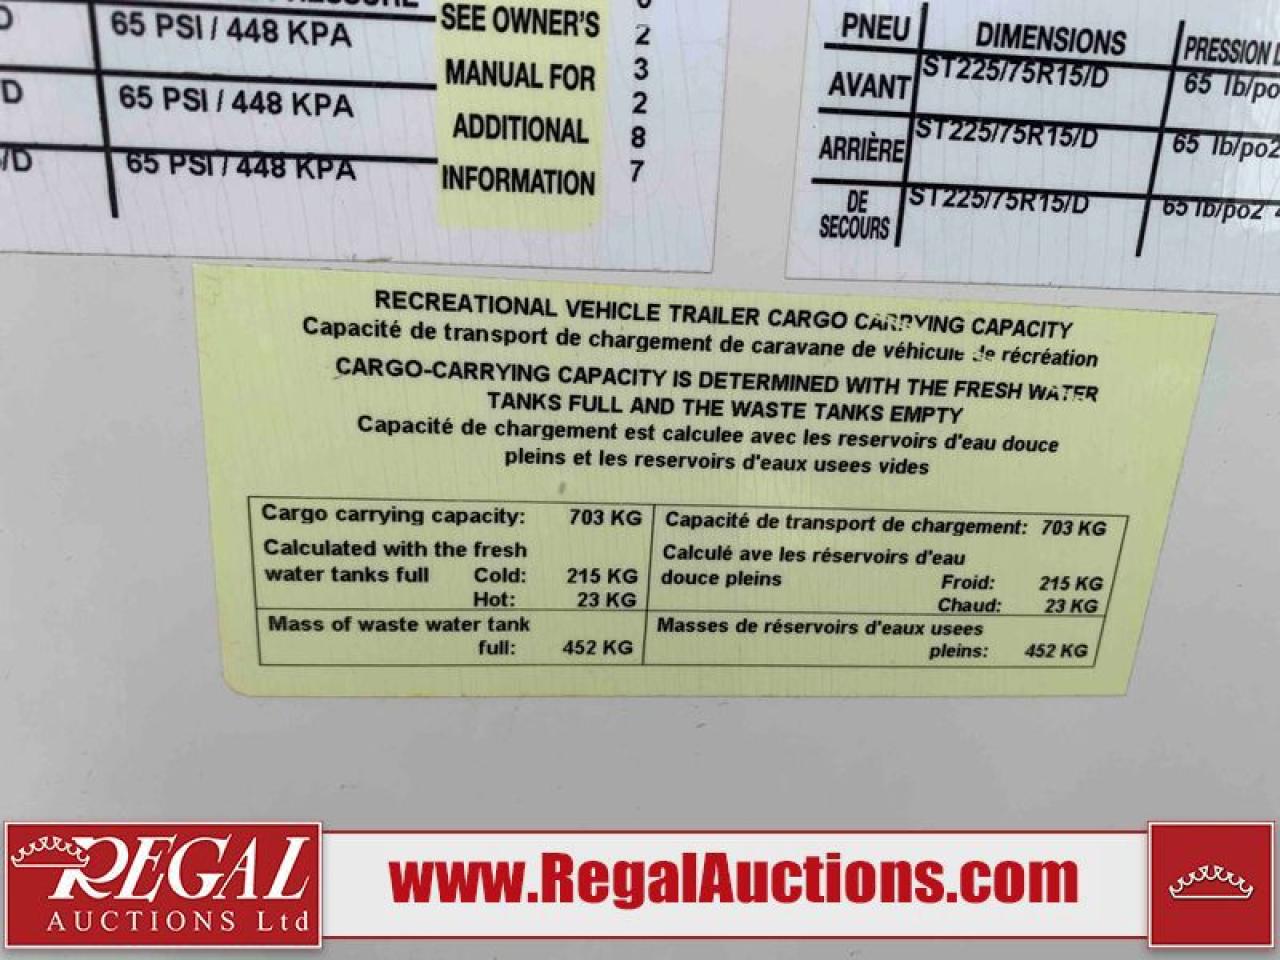 65 PSI / 448 KPA
65 PSI / 448 KPA
/D 65 PSI / 448 KPA
SEE OWNER'S
MANUAL FOR
ADDITIONAL
INFORMATION
2
3
2
8
7
PNEU DIMENSIONS PRESSION
AVANT ST225/75R15/D 65 lb/po
ARRIÈRE ST225/75R15/D 65 lb/po2
DE
SECOURS ST225/75R15/D 65 lb/po2
RECREATIONAL VEHICLE TRAILER CARGO CARRYING CAPACITY
Capacité de transport de chargement de caravane de véhicule de récréation
CARGO-CARRYING CAPACITY IS DETERMINED WITH THE FRESH WATER
TANKS FULL AND THE WASTE TANKS EMPTY
Capacité de chargement est calculee avec les reservoirs d'eau douce
pleins et les reservoirs d'eaux usees vides
Cargo carrying capacity: 703 KG
Calculated with the fresh
water tanks full Cold: 215 KG
Hot: 23 KG
Mass of waste water tank
full: 452 KG
Capacité de transport de chargement: 703 KG
Calculé ave les réservoirs d'eau
douce pleins Froid: 215 KG
Chaud: 23 KG
Masses de réservoirs d'eaux usees
pleins: 452 KG
REGAL
AUCTIONS Ltd
www.RegalAuctions.com